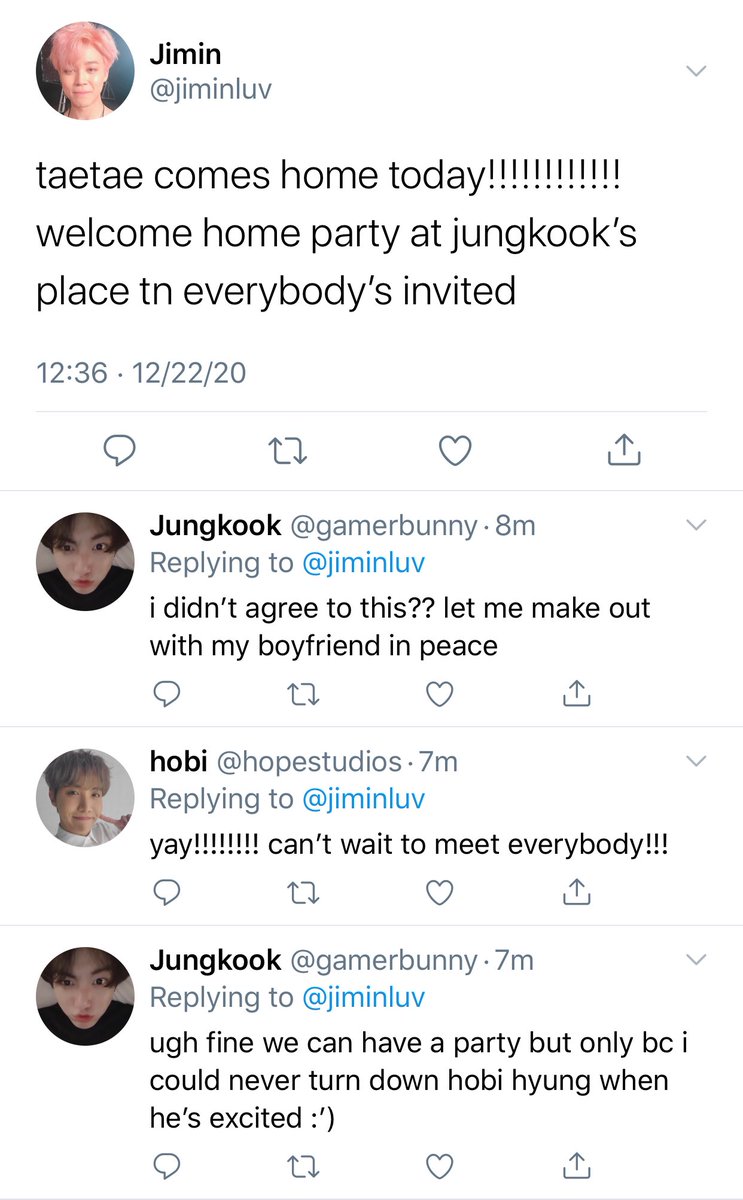 Jimin
@jiminluv
taetae comes home today!!!!!!!!!!!!
welcome home party at jungkook’s
place tn everybody’s invited
12:36 · 12/22/20
Jungkook @gamerbunny · 8m
Replying to @jiminluv
i didn’t agree to this?? let me make out
with my boyfriend in peace
hobi @hopestudios · 7m
Replying to @jiminluv
yay!!!!!!!! can’t wait to meet everybody!!!
Jungkook @gamerbunny · 7m
Replying to @jiminluv
ugh fine we can have a party but only bc i
could never turn down hobi hyung when
he’s excited :’)